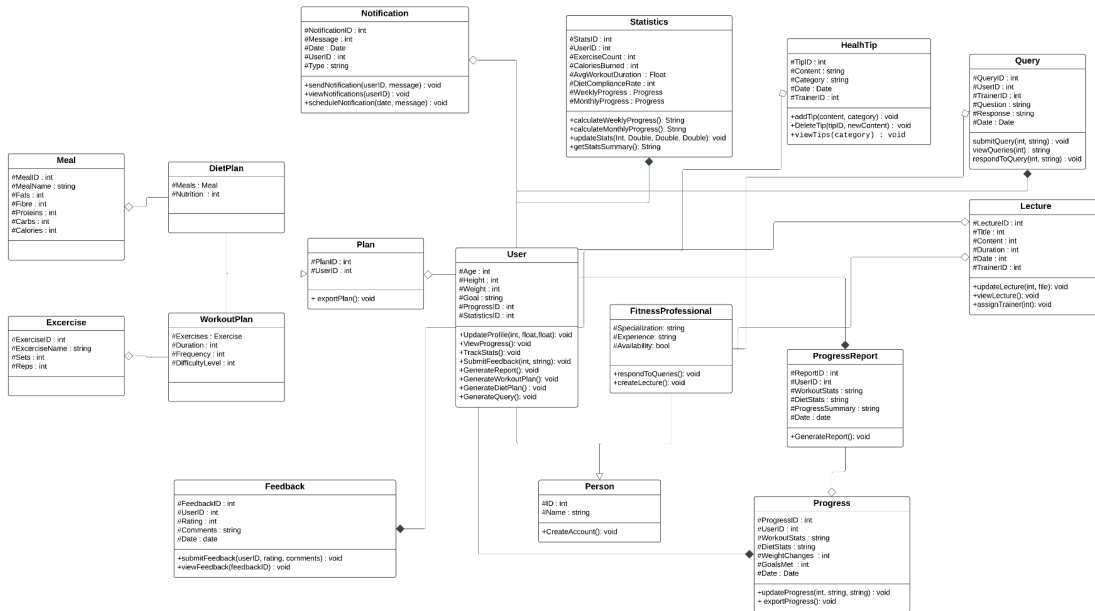 Notification
#NotificationID : int
#Message : int
#Date : Date
#UserID : int
#Type : string
+sendNotification(userID, message) : void
+viewNotifications(userID) : void
+scheduleNotification(date, message) : void
Statistics
#StatsID : int
#UserID : int
#ExerciseCount : int
#CaloriesBurned : int
#AvgWorkoutDuration : Float
#DietComplianceRate : int
#WeeklyProgress : Progress
#MonthlyProgress : Progress
+calculateWeeklyProgress(): String
+calculateMonthlyProgress(): String
+updateStats(Int, Double, Double, Double): void
+getStatsSummary(): String
HealhTip
#TipID : int
#Content : string
#Category : string
#Date : Date
#TrainerID : int
+addTip(content, category) : void
+DeleteTip(tipID, newContent) : void
+viewTips(category) : void
Query
#QueryID : int
#UserID : int
#TrainerID : int
#Question : string
#Response : string
#Date : Date
submitQuery(int, string) : void
viewQueries(int) : string
respondToQuery(int, string) : void
Meal
#MealID : int
#MealName : string
#Fats : int
#Fibre : int
#Proteins : int
#Carbs : int
#Calories : int
DietPlan
#Meals : Meal
#Nutrition : int
Plan
#PlanID : int
#UserID : int
+ exportPlan(): void
User
#Age : int
#Height : int
#Weight : int
#Goal : string
#ProgressID : int
#StatisticsID : int
+UpdateProfile(int, float,float): void
+ViewProgress(): void
+TrackStats(): void
+SubmitFeedback(int, string): void
+GenerateReport(): void
+GenerateWorkoutPlan(): void
+GenerateDietPlan() : void
+GenerateQuery(): void
Lecture
#LectureID : int
#Title : int
#Content : int
#Duration : int
#Date : int
#TrainerID : int
+updateLecture(int, file): void
+viewLecture(): void
+assignTrainer(int): void
Excercise
#ExerciseID : int
#ExcerciseName : string
#Sets : int
#Reps : int
WorkoutPlan
#Exercises : Exercise
#Duration : int
#Frequency : int
#DifficultyLevel : int
FitnessProfessional
#Specialization: string
#Experience: string
#Availability: bool
+respondToQueries(): void
+createLecture(): void
ProgressReport
#ReportID : int
#UserID : int
#WorkoutStats : string
#DietStats : string
#ProgressSummary : string
#Date : date
+GenerateReport(): void
Feedback
#FeedbackID : int
#UserID : int
#Rating : int
#Comments : string
#Date : date
+submitFeedback(userID, rating, comments) : void
+viewFeedback(feedbackID) : void
Person
#ID : int
#Name : string
+CreateAccount(): void
Progress
#ProgressID : int
#UserID : int
#WorkoutStats : string
#DietStats : string
#WeightChanges : int
#GoalsMet : int
#Date : Date
+updateProgress(int, string, string) : void
+ exportProgress(): void